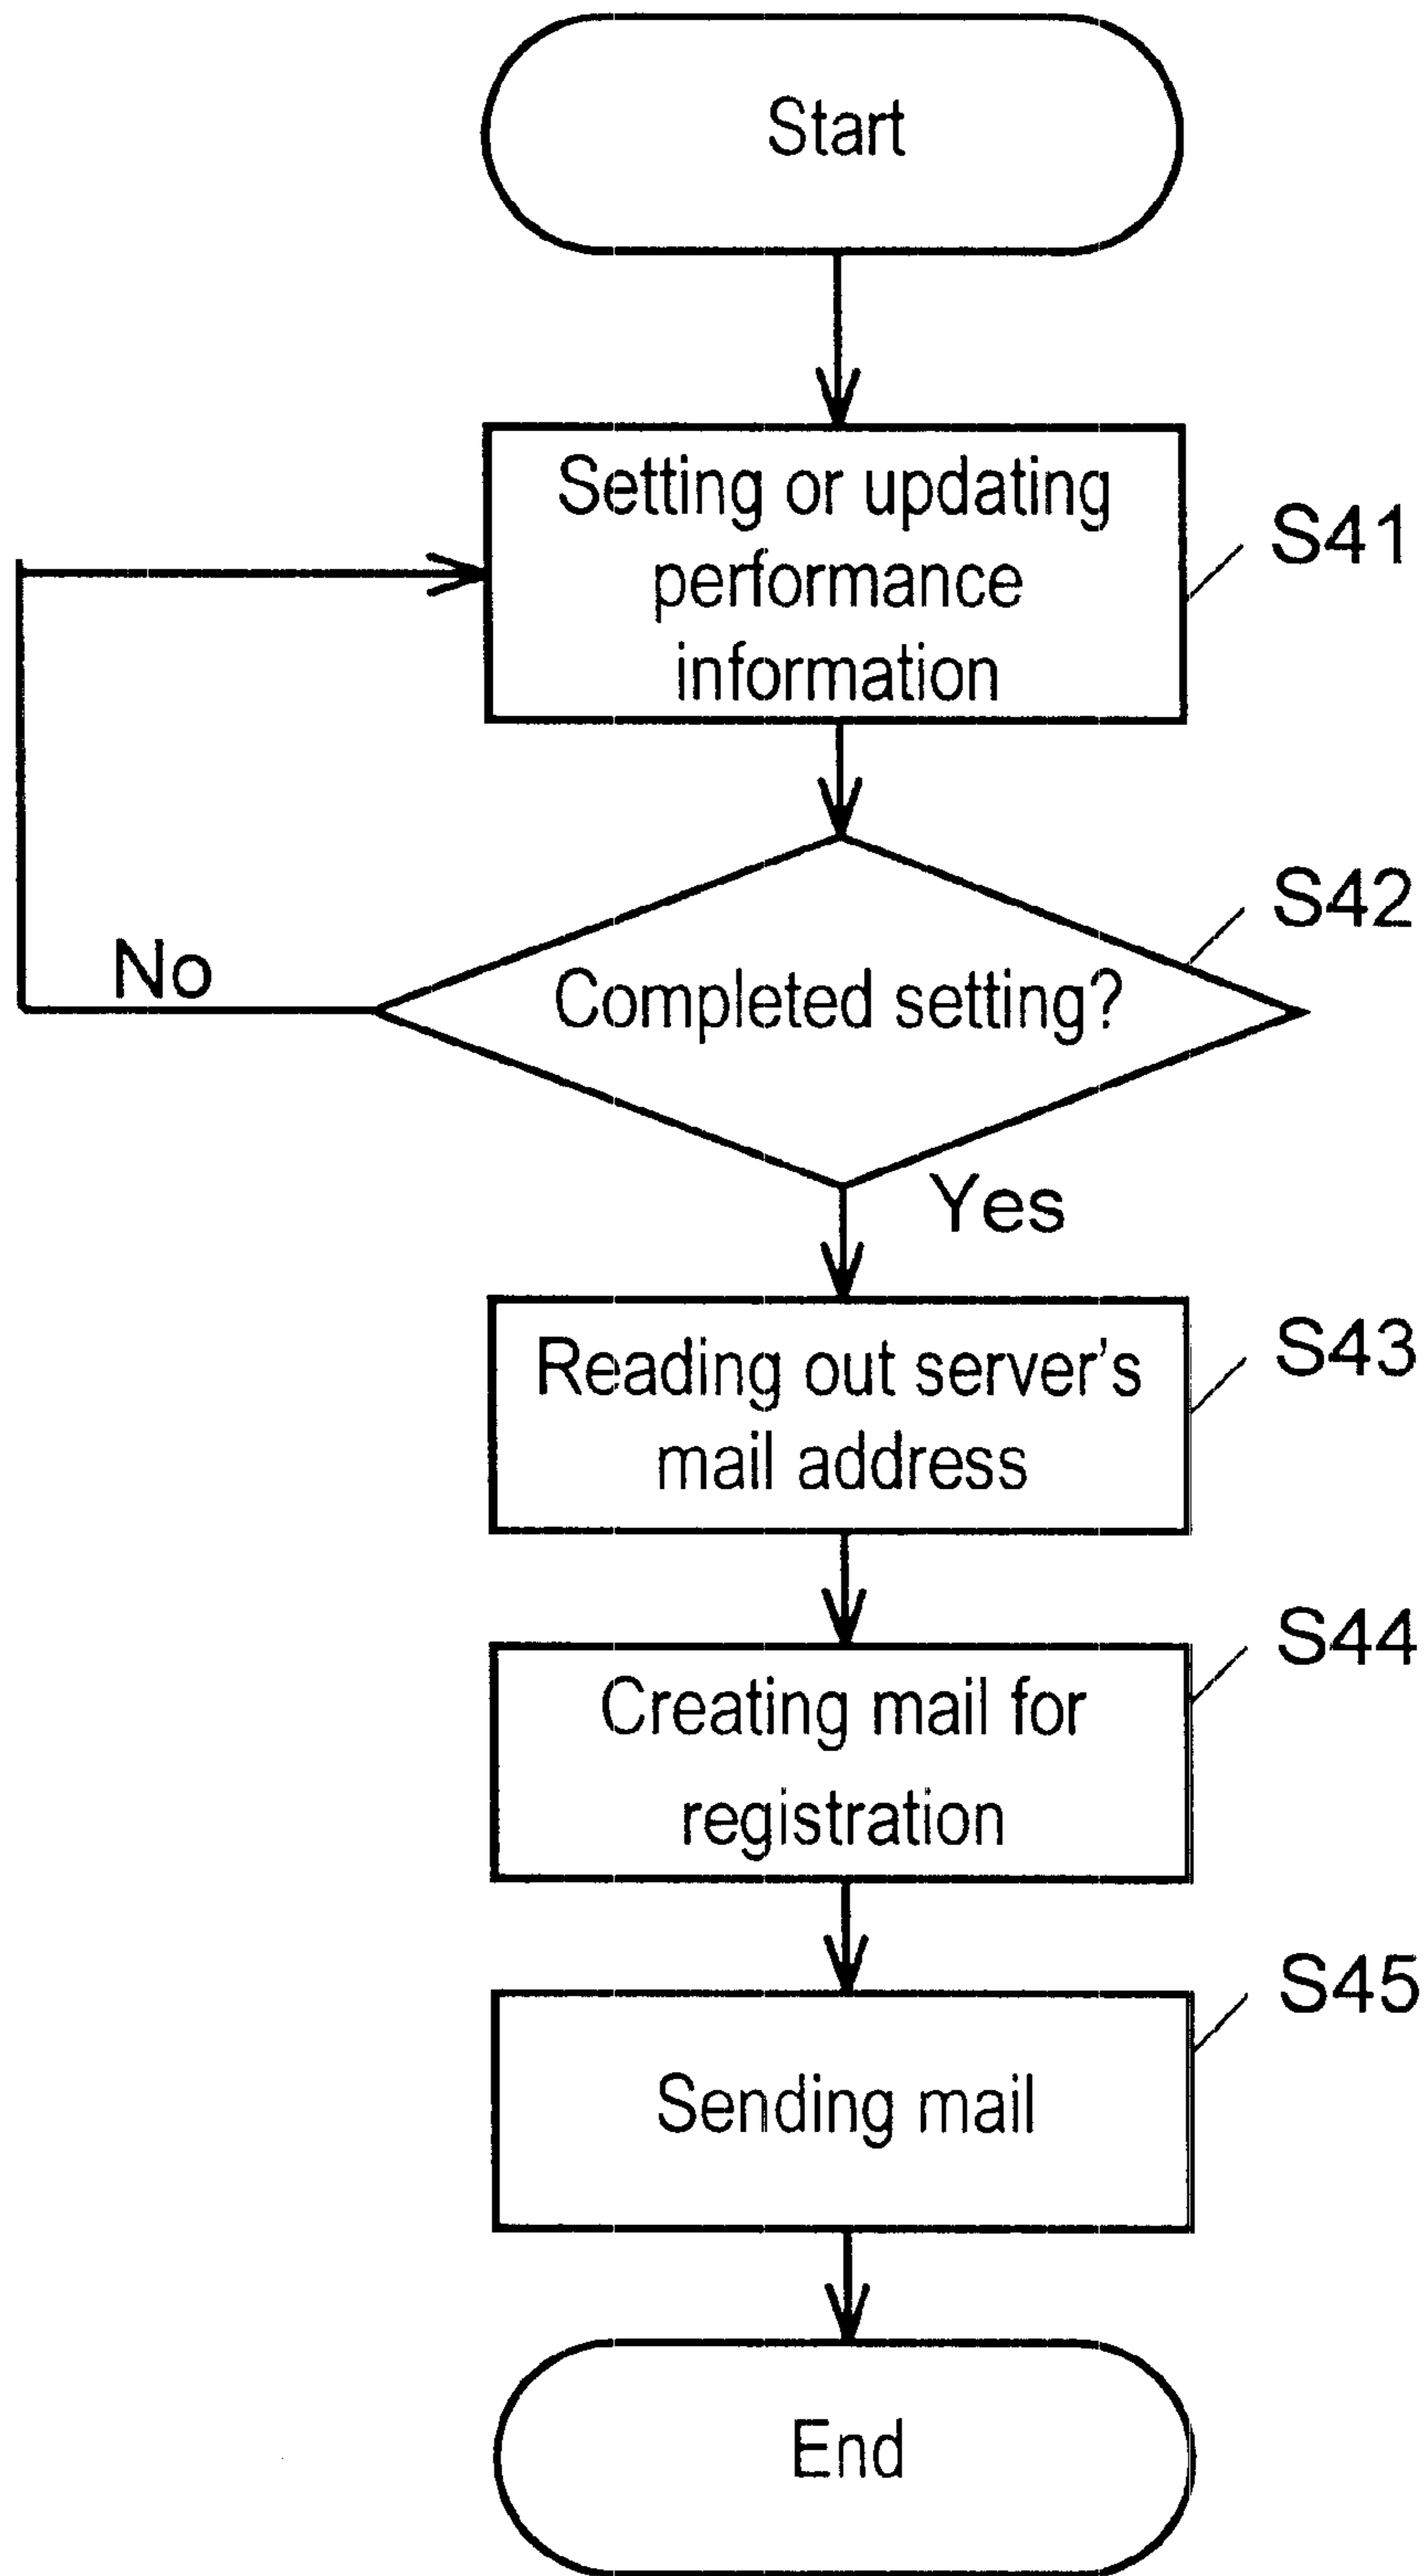 Start
Setting or updating
performance
information
S41
Completed setting?
S42
No
Yes
Reading out server’s
mail address
S43
Creating mail for
registration
S44
Sending mail
S45
End